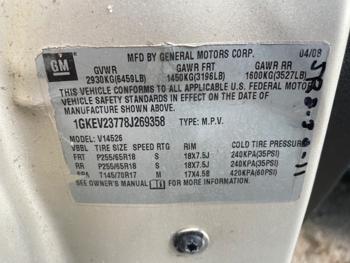 MFD BY GENERAL MOTORS CORP. 04/08
GM
GVWR GAWR FRT GAWR RR
2930KG(6459LB) 1450KG(3196LB) 1600KG(3527LB)
THIS VEHICLE CONFORMS TO ALL APPLICABLE U.S. FEDERAL MOTOR
VEHICLE SAFETY STANDARDS IN EFFECT ON THE DATE OF
MANUFACTURE SHOWN ABOVE.
1GKEV23778J269358 TYPE: M.P.V.
MODEL: V14526
VEHL TIRE SIZE SPEED RTG RIM COLD TIRE PRESSURE
FRT P255/65R18 S 18X7.5J 240KPA(35PSI)
RR P255/65R18 S 18X7.5J 240KPA(35PSI)
SPA T145/70R17 M 17X4.5B 420KPA(60PSI)
SEE OWNER'S MANUAL